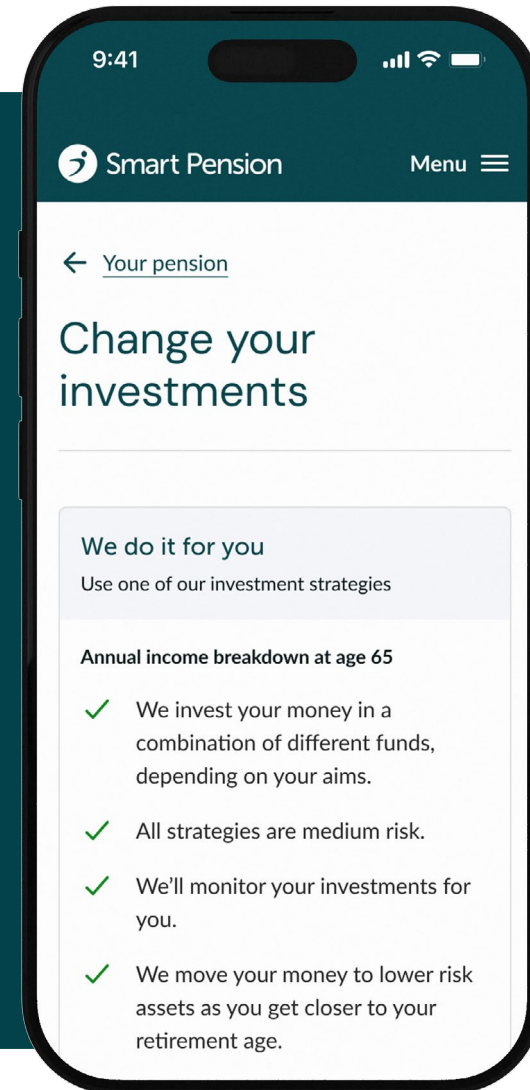 9:41
Smart Pension
Menu
Your pension
Change your
investments
We do it for you
Use one of our investment strategies
Annual income breakdown at age 65
We invest your money in a
combination of different funds,
depending on your aims.
All strategies are medium risk.
We’ll monitor your investments for
you.
We move your money to lower risk
assets as you get closer to your
retirement age.